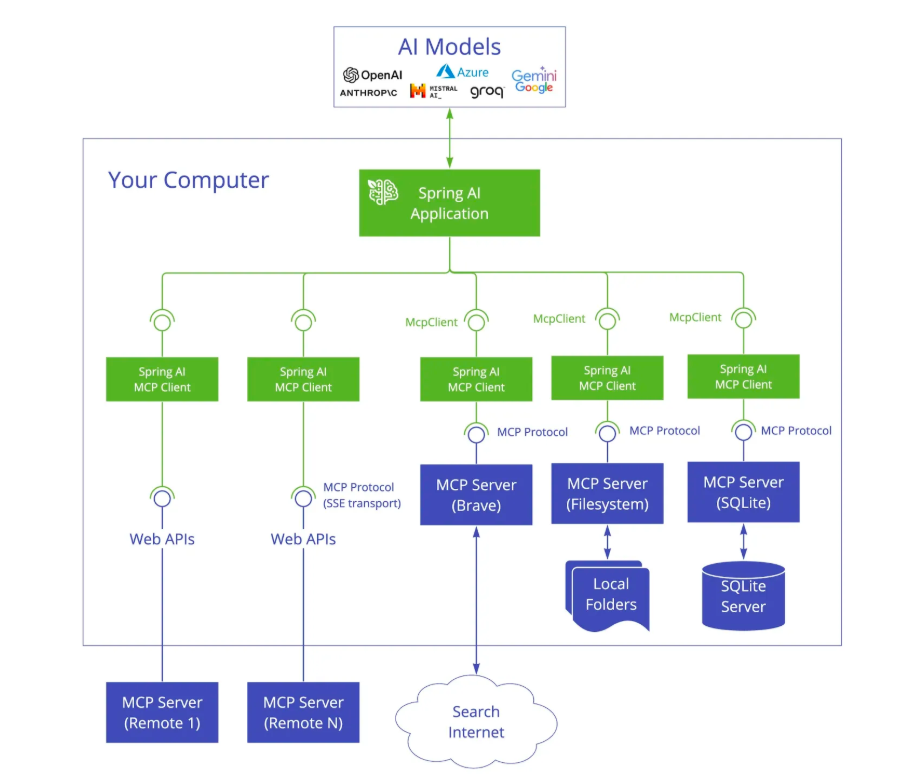 AI Models
OpenAI
Azure
Gemini
Google
ANTHROP\C
MISTRAL
AI_
groq
Your Computer
Spring AI
Application
McpClient
McpClient
McpClient
Spring AI
MCP Client
Spring AI
MCP Client
Spring AI
MCP Client
Spring AI
MCP Client
Spring AI
MCP Client
MCP Protocol
MCP Protocol
MCP Protocol
MCP Protocol
(SSE transport)
MCP Server
(Brave)
MCP Server
(Filesystem)
MCP Server
(SQLite)
Web APIs
Web APIs
Local
Folders
SQLite
Server
MCP Server
(Remote 1)
MCP Server
(Remote N)
Search
Internet